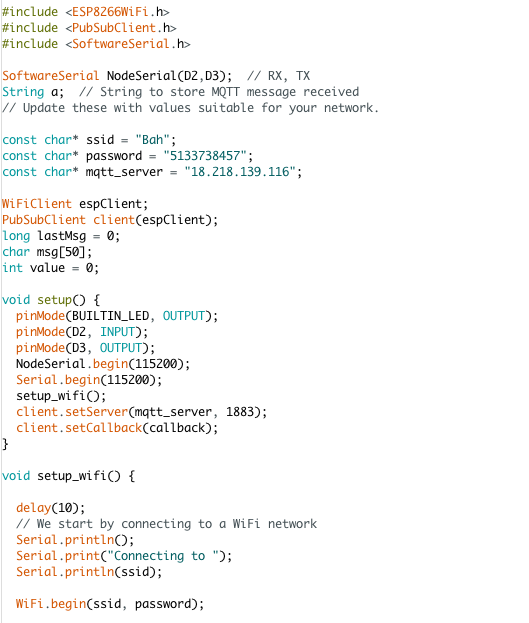 #include <ESP8266WiFi.h>
#include <PubSubClient.h>
#include <SoftwareSerial.h>

SoftwareSerial NodeSerial(D2,D3);  // RX, TX
String a;  // String to store MQTT message received
// Update these with values suitable for your network.

const char* ssid = "Bah";
const char* password = "5133738457";
const char* mqtt_server = "18.218.139.116";

WiFiClient espClient;
PubSubClient client(espClient);
long lastMsg = 0;
char msg[50];
int value = 0;

void setup() {
  pinMode(BUILTIN_LED, OUTPUT);
  pinMode(D2, INPUT);
  pinMode(D3, OUTPUT);
  NodeSerial.begin(115200);
  Serial.begin(115200);
  setup_wifi();
  client.setServer(mqtt_server, 1883);
  client.setCallback(callback);
}

void setup_wifi() {

  delay(10);
  // We start by connecting to a WiFi network
  Serial.println();
  Serial.print("Connecting to ");
  Serial.println(ssid);

  WiFi.begin(ssid, password);